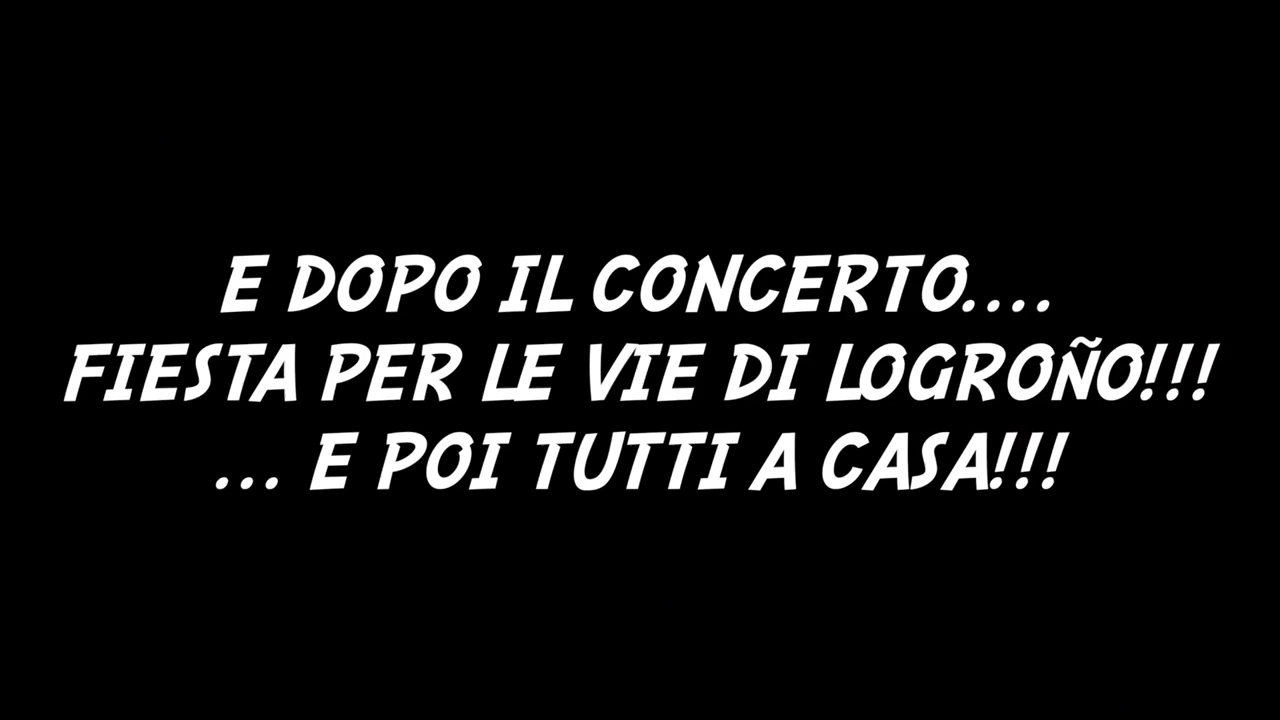 E DOPO IL CONCERTO....
FIESTA PER LE VIE DI LOGROÑO!!!
... E POI TUTTI A CASA!!!